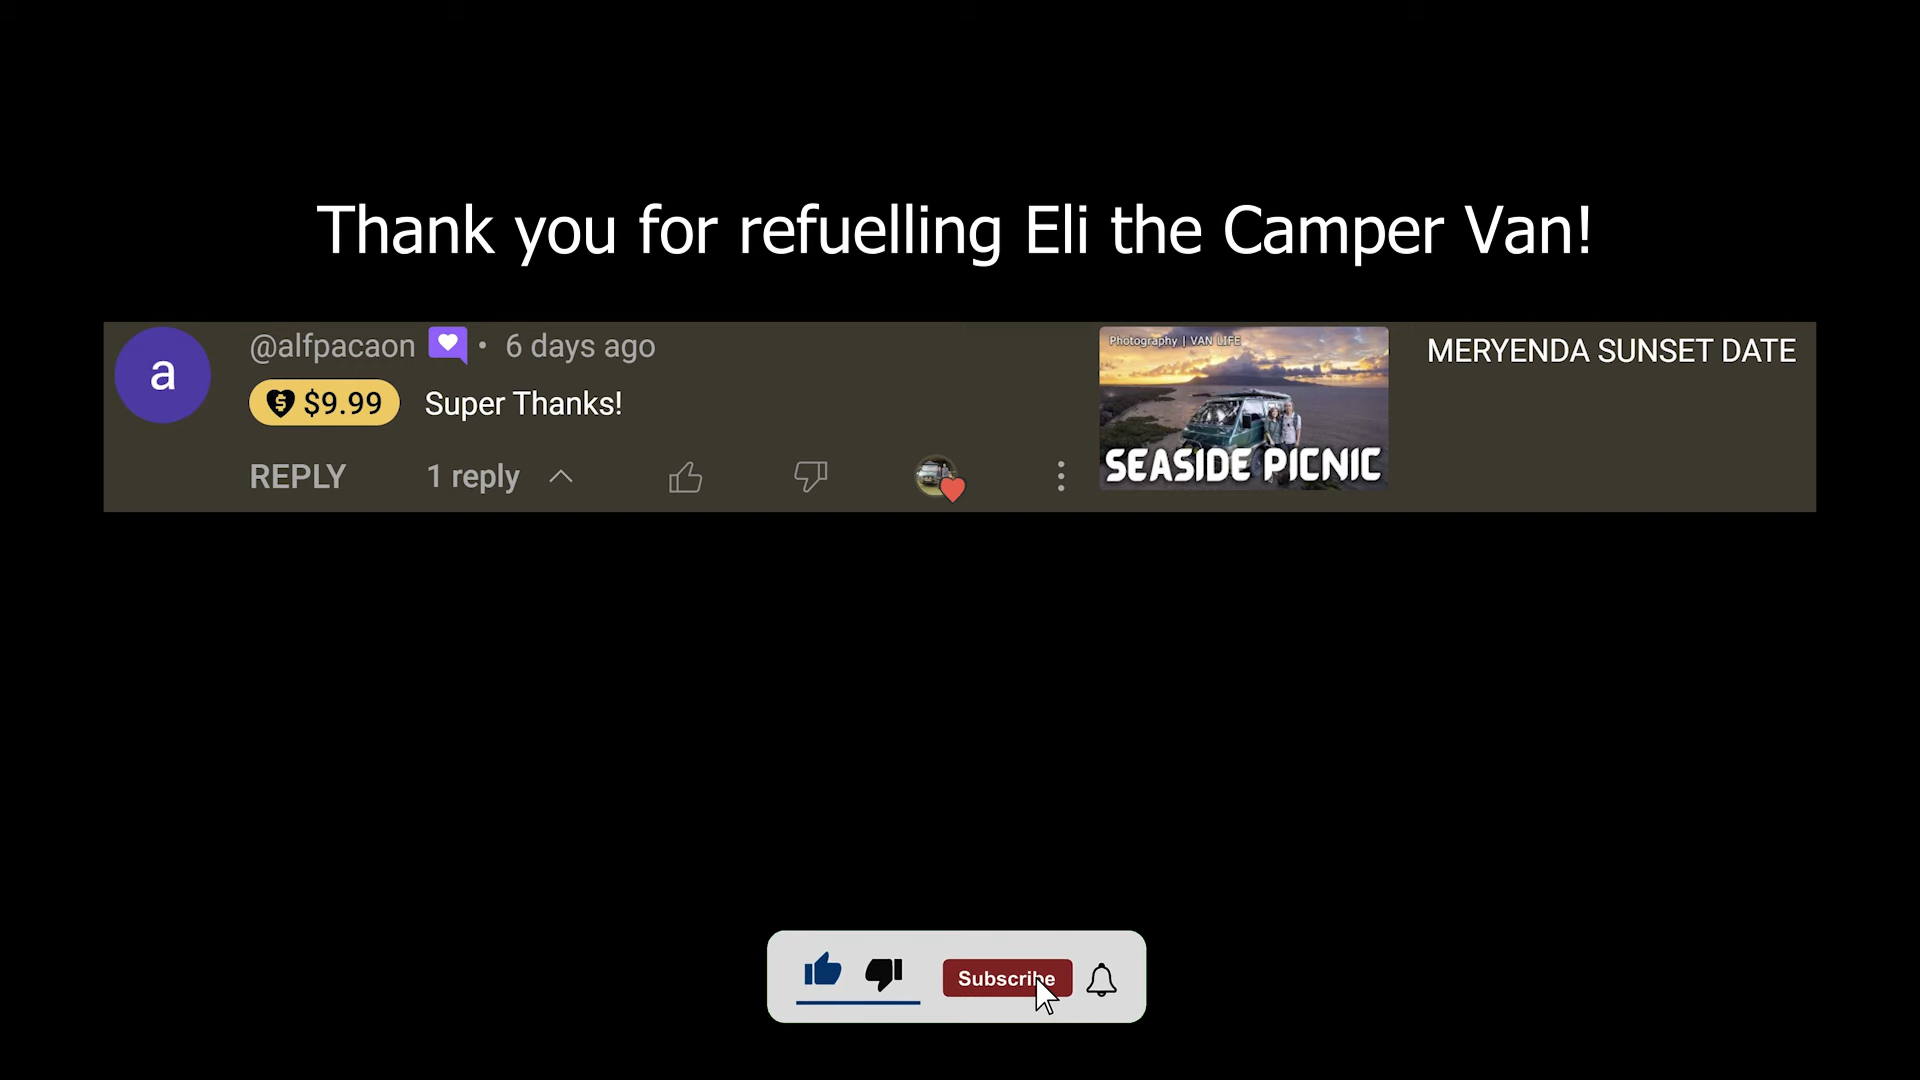 Thank you for refuelling Eli the Camper Van!
a
@alfpacaon • 6 days ago
$9.99 Super Thanks!
REPLY 1 reply
Photography | VAN LIFE
SEASIDE PICNIC
MERYENDA SUNSET DATE
Subscribe